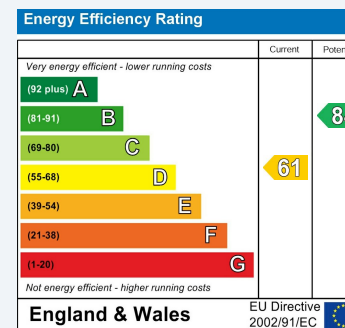 Energy Efficiency Rating
Current
Very energy efficient - lower running costs
(92 plus) A
(81-91) B
(69-80) C
(55-68) D
61
(39-54) E
(21-38) F
(1-20) G
Not energy efficient - higher running costs
England & Wales
EU Directive
2002/91/EC